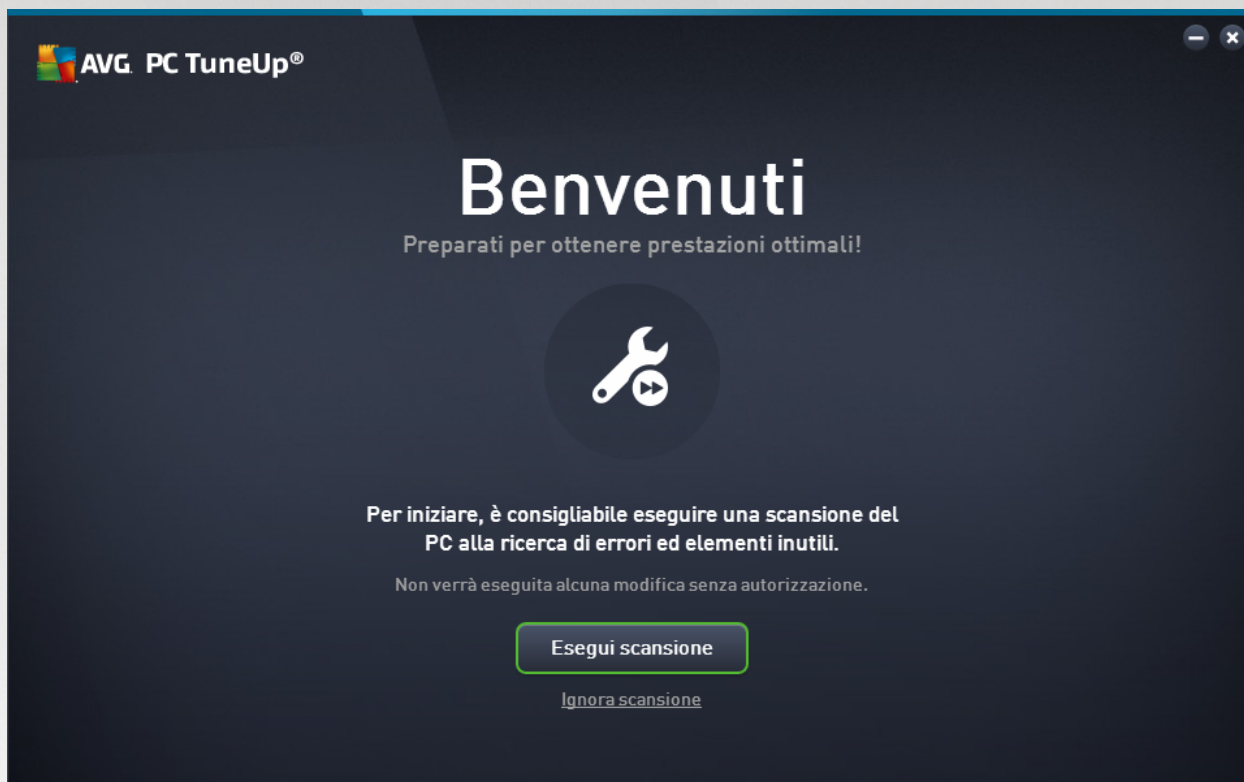 AVG. PC TuneUp®
Benvenuti
Preparati per ottenere prestazioni ottimali!
Per iniziare, è consigliabile eseguire una scansione del
PC alla ricerca di errori ed elementi inutili.
Non verrà eseguita alcuna modifica senza autorizzazione.
Esegui scansione
Ignora scansione